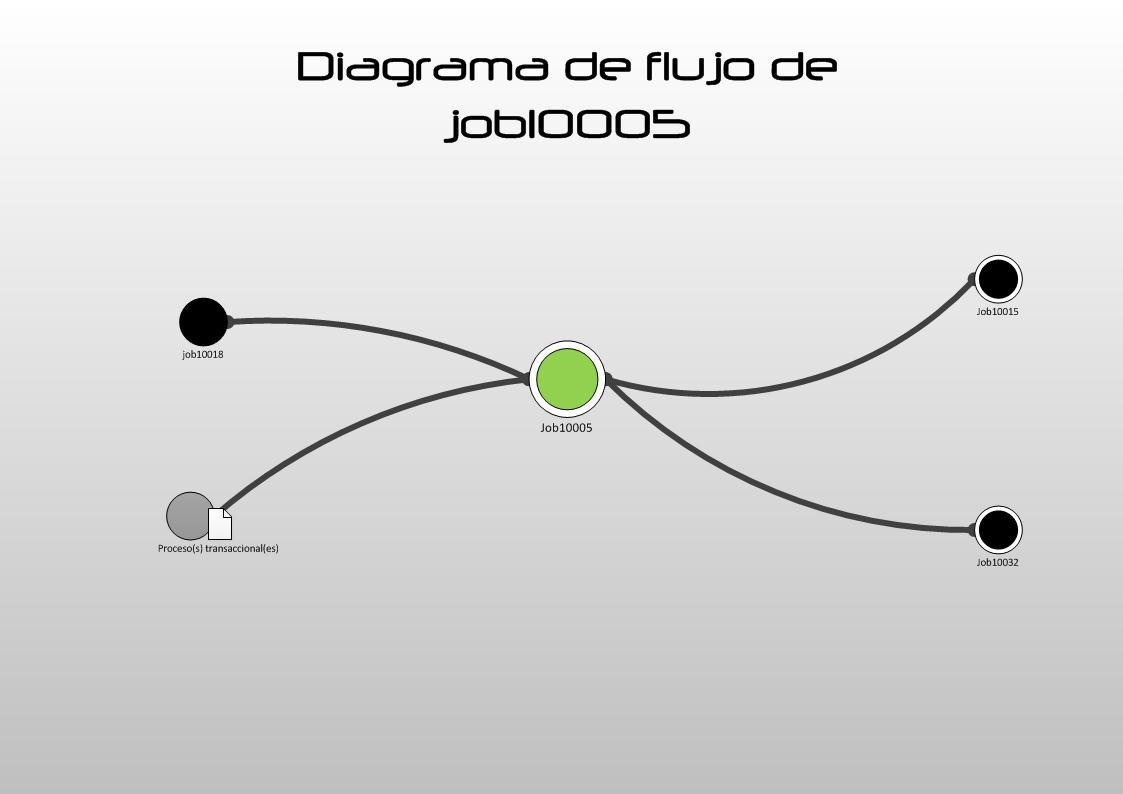 Diagrama de flujo de
job10005
job10018
Job10015
Job10005
Proceso(s) transaccional(es)
Job10032